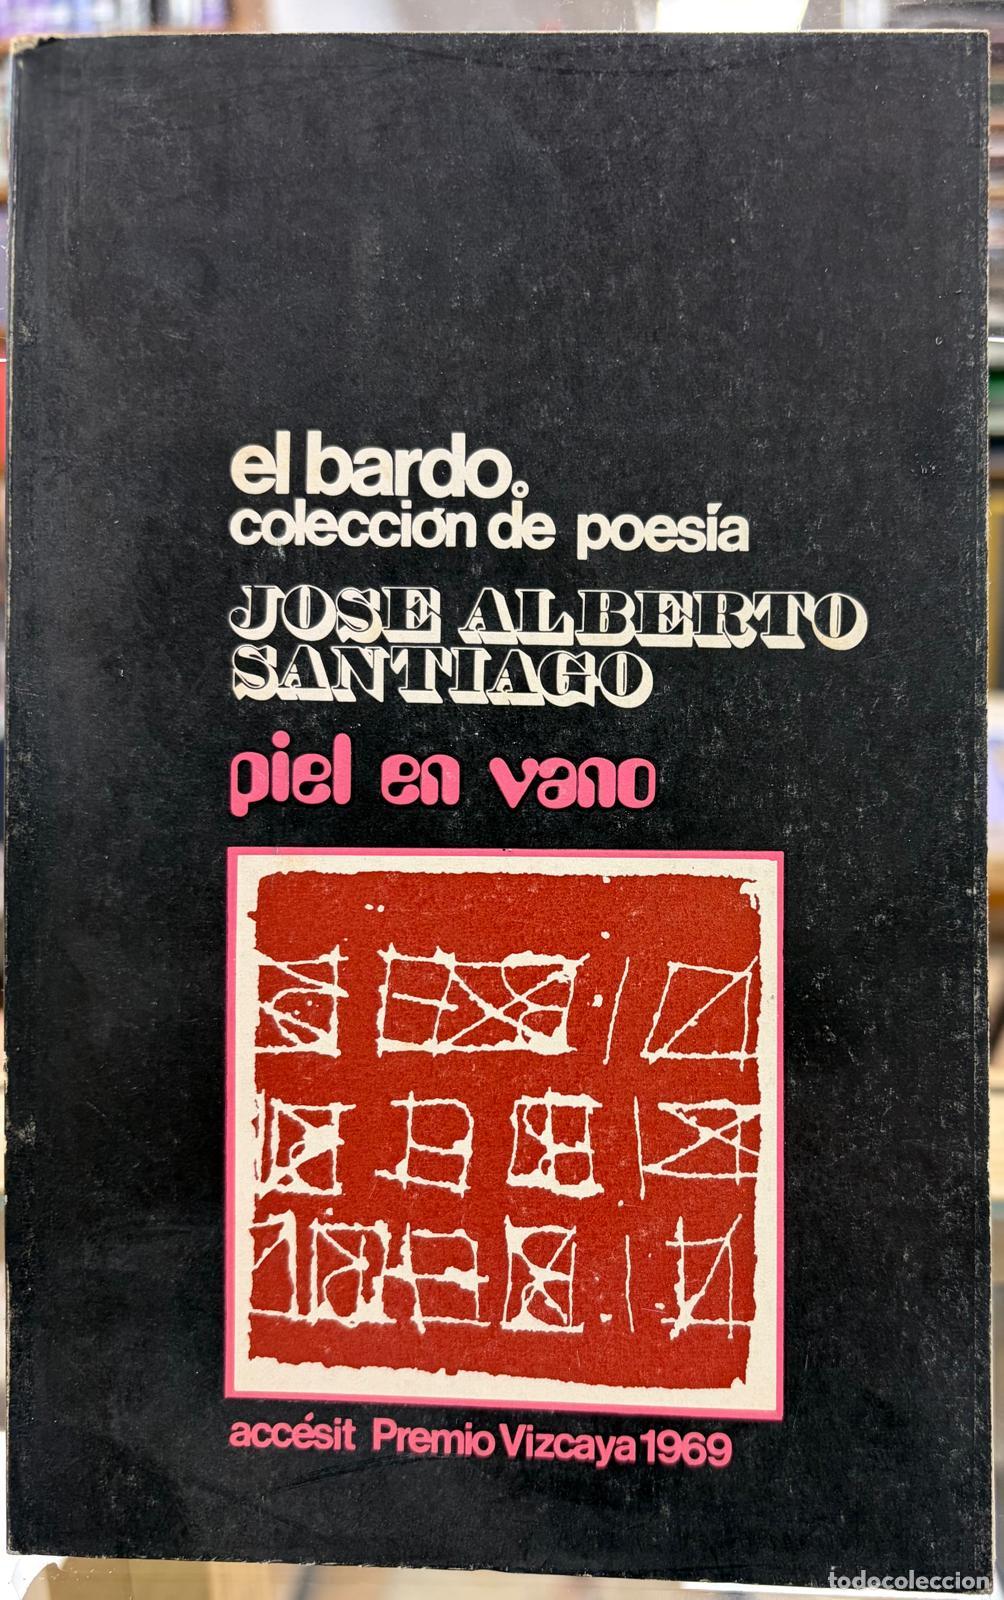 el bardo.
colección de poesía
JOSE ALBERTO
SANTIAGO
piel en vano
accésit Premio Vizcaya 1969
todocoleccion